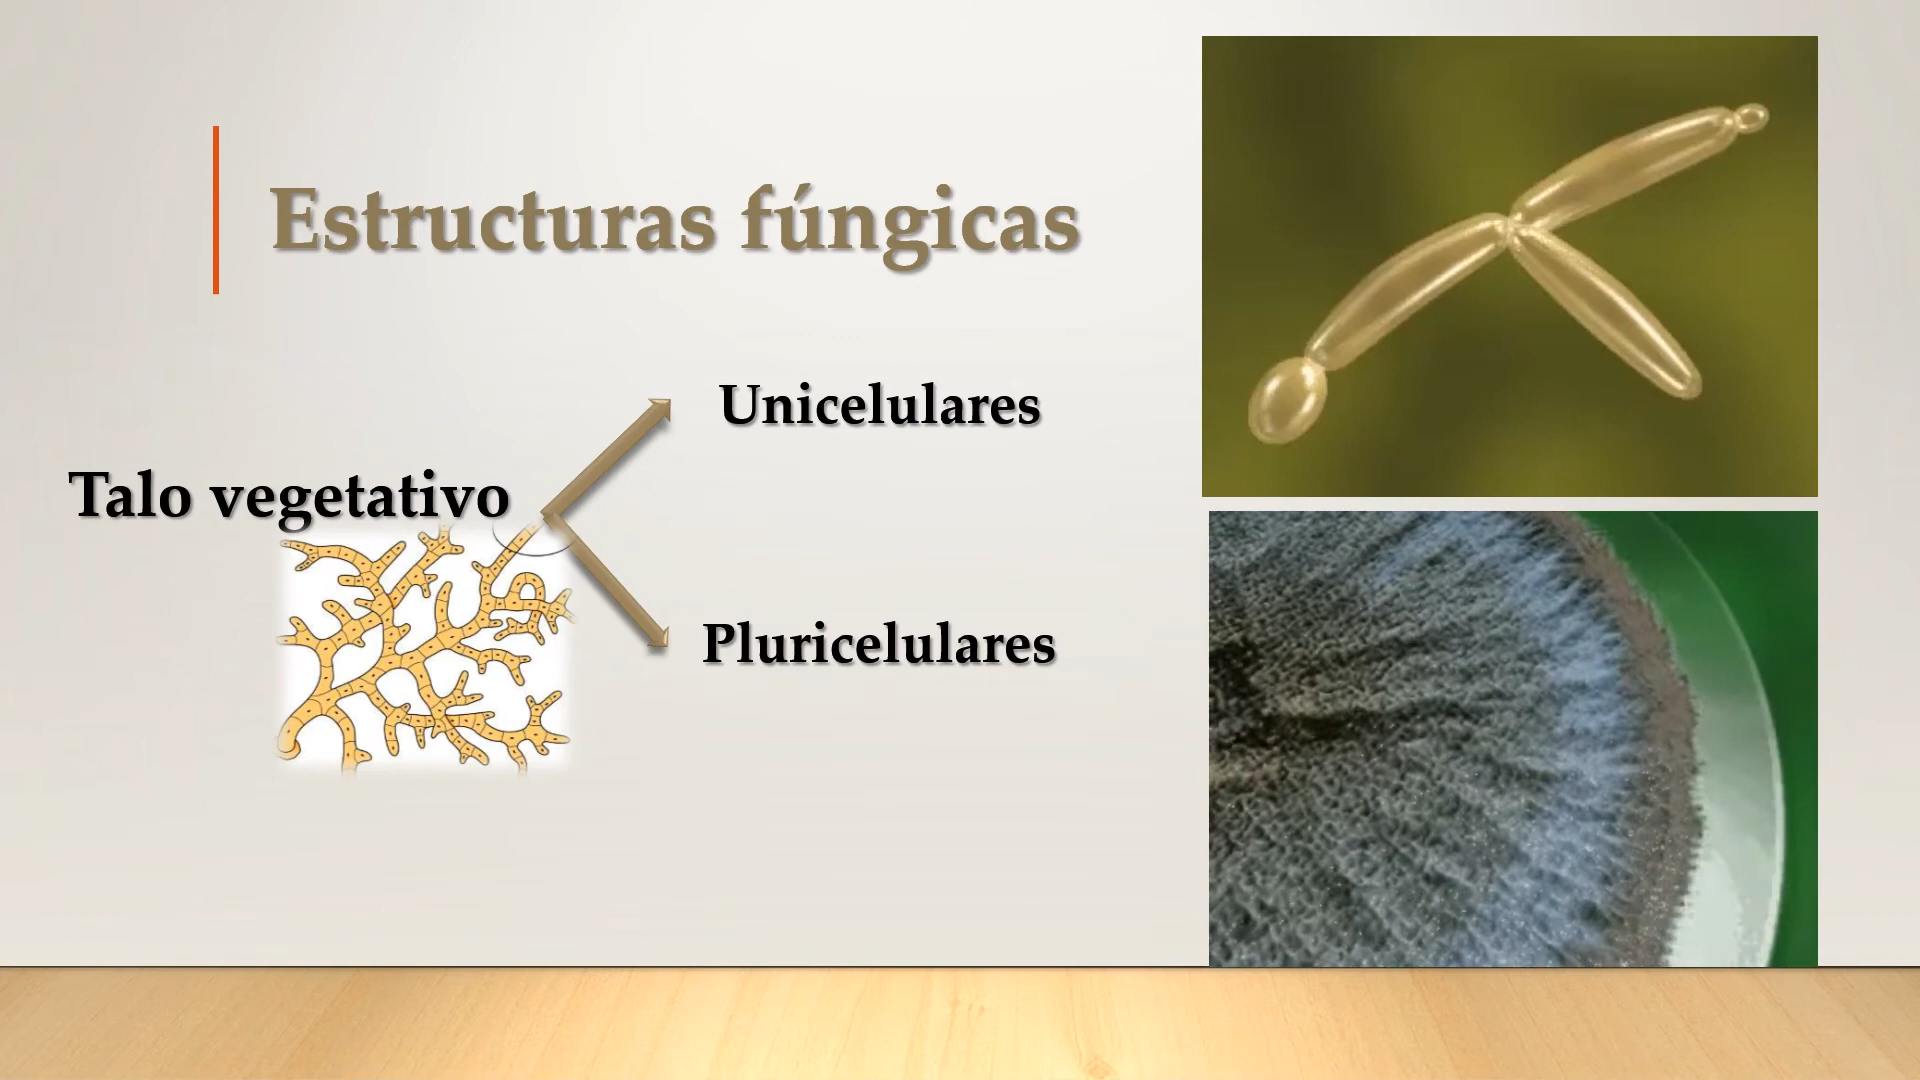 Estructuras fúngicas
Unicelulares
Talo vegetativo
Pluricelulares